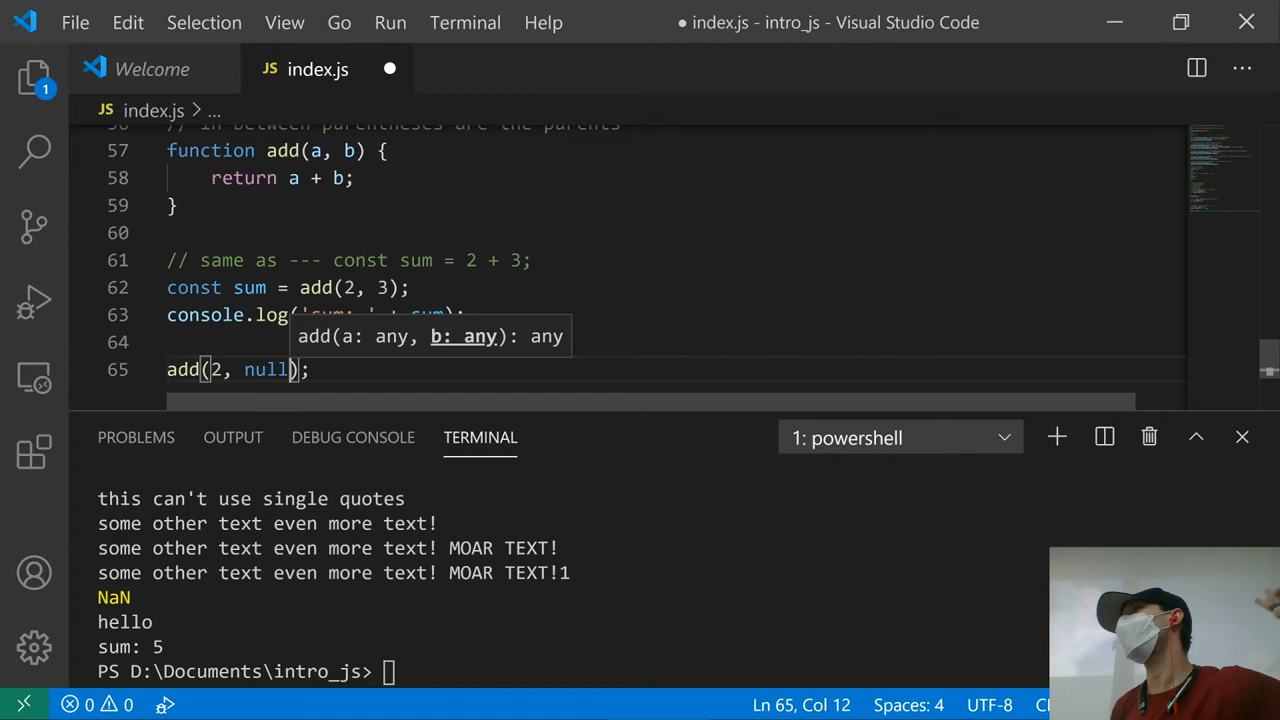 File Edit Selection View Go Run Terminal Help ● index.js - intro_js - Visual Studio Code
Welcome JS index.js
JS index.js > ...
1
56 // In between parentheses are the parents
57 function add(a, b) {
58 return a + b;
59 }
60
61 // same as --- const sum = 2 + 3;
62 const sum = add(2, 3);
63 console.log('sum: ' + sum);
add(a: any, b: any): any
64
65 add(2, null);
PROBLEMS OUTPUT DEBUG CONSOLE TERMINAL 1: powershell
this can't use single quotes
some other text even more text!
some other text even more text! MOAR TEXT!
some other text even more text! MOAR TEXT!1
NaN
hello
sum: 5
PS D:\Documents\intro_js>
0 0 Ln 65, Col 12 Spaces: 4 UTF-8